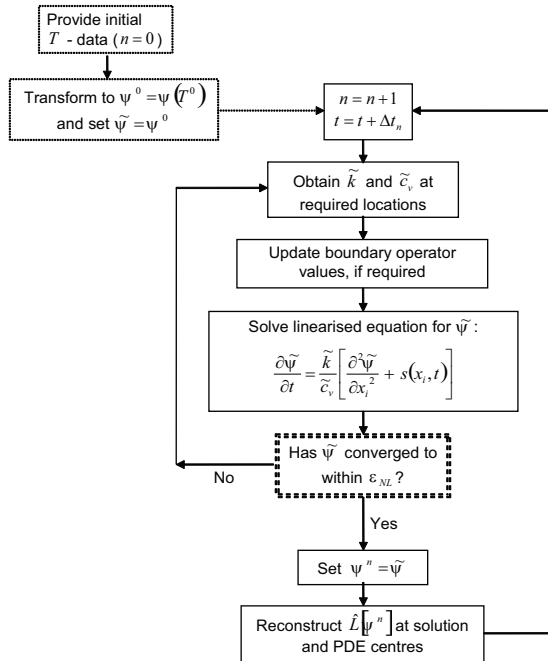 Provide initial
T - data (n = 0)
Transform to ψ⁰ = ψ(T⁰)
and set ψ̃ = ψ⁰
n = n + 1
t = t + Δtₙ
Obtain k̃ and c̃ᵥ at
required locations
Update boundary operator
values, if required
Solve linearised equation for ψ̃ :
∂ψ̃/∂t = k̃/c̃ᵥ [∂²ψ̃/∂xᵢ² + s(xᵢ, t)]
Has ψ̃ converged to
within ε_NL ?
No
Yes
Set ψⁿ = ψ̃
Reconstruct L̂[ψⁿ] at solution
and PDE centres